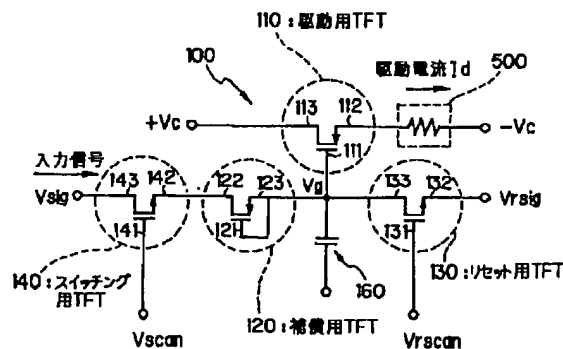 110:駆動用TFT
100
駆動電流Id
500
+Vc
113
112
-Vc
111
入力信号
Vsig
143
142
122
123
Vg
133
132
Vrsig
141
121
131
140:スイッチング
用TFT
160
130:リセット用TFT
120:補償用TFT
Vscan
Vrscan